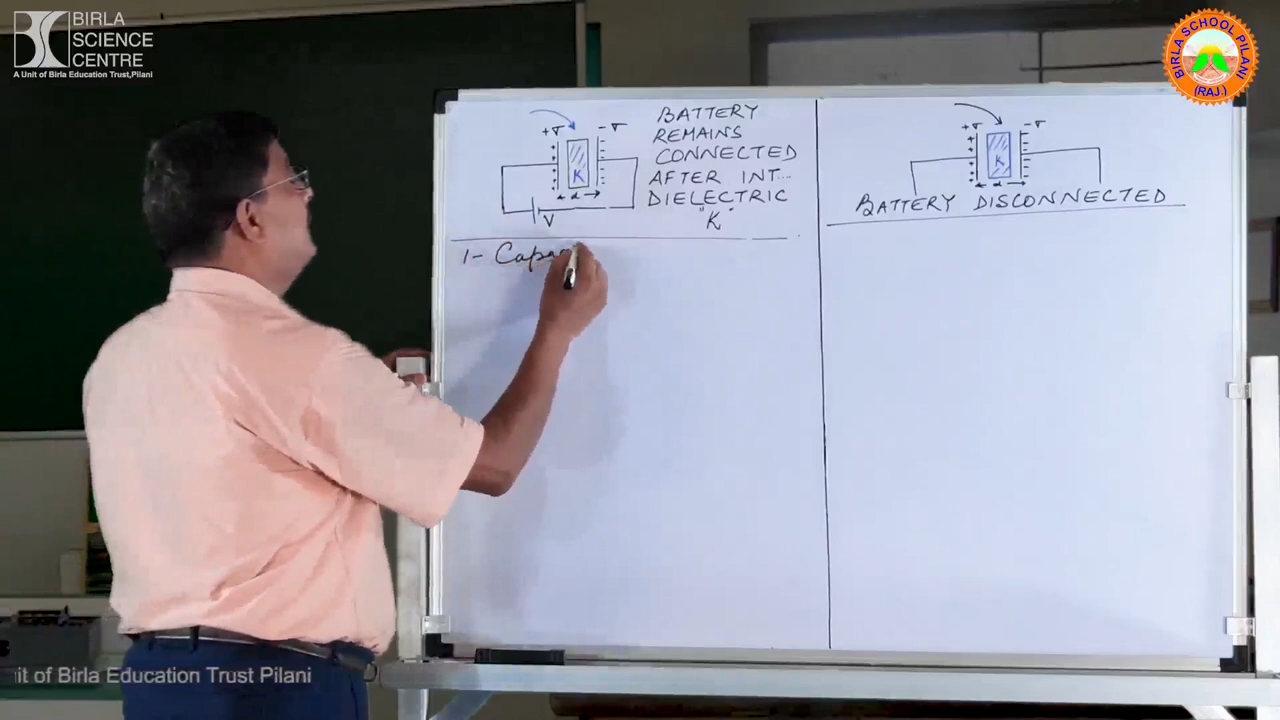 BIRLA
SCIENCE
CENTRE
A Unit of Birla Education Trust,Pilani
BIRLA SCHOOL PILANI
(RAJ.)
+σ -σ
K
← d →
V
BATTERY
REMAINS
CONNECTED
AFTER INT...
DIELECTRIC
"K"
+σ -σ
K
← d →
BATTERY DISCONNECTED
1- Capa
it of Birla Education Trust Pilani